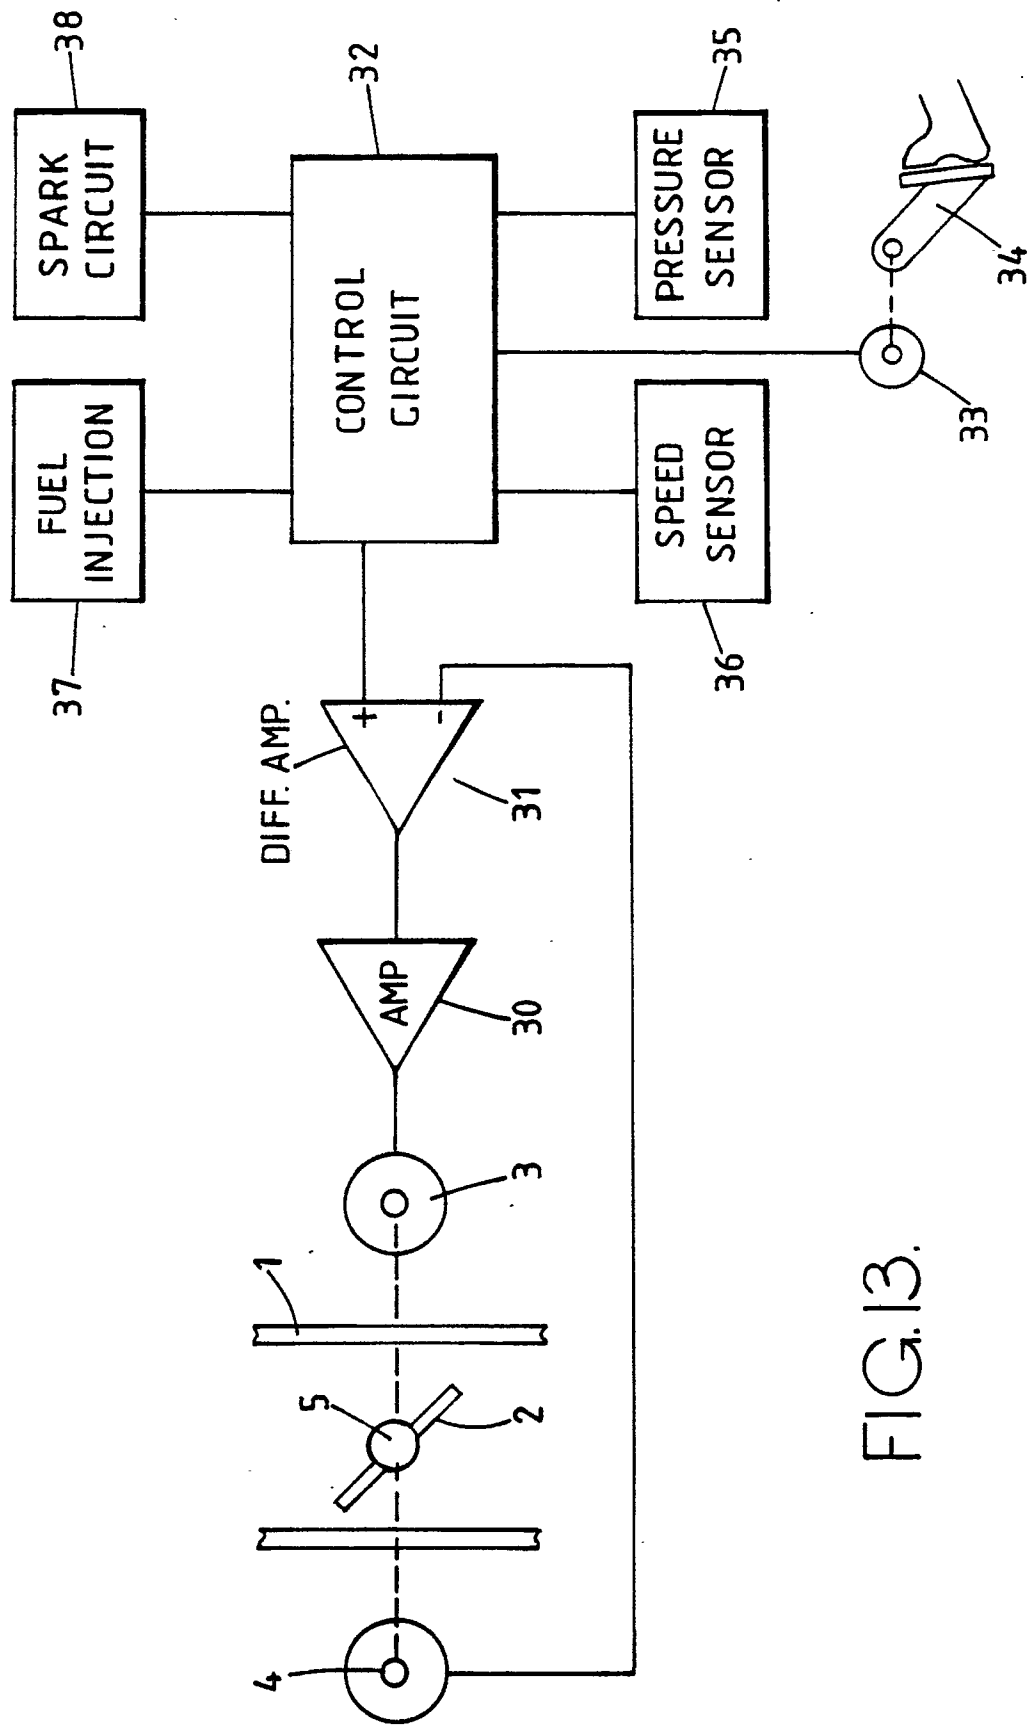 37
FUEL
INJECTION
SPARK
CIRCUIT
38
DIFF. AMP.
CONTROL
CIRCUIT
32
4
5
1
3
AMP
30
+
-
31
2
36
SPEED
SENSOR
PRESSURE
SENSOR
35
33
34
FIG.13.